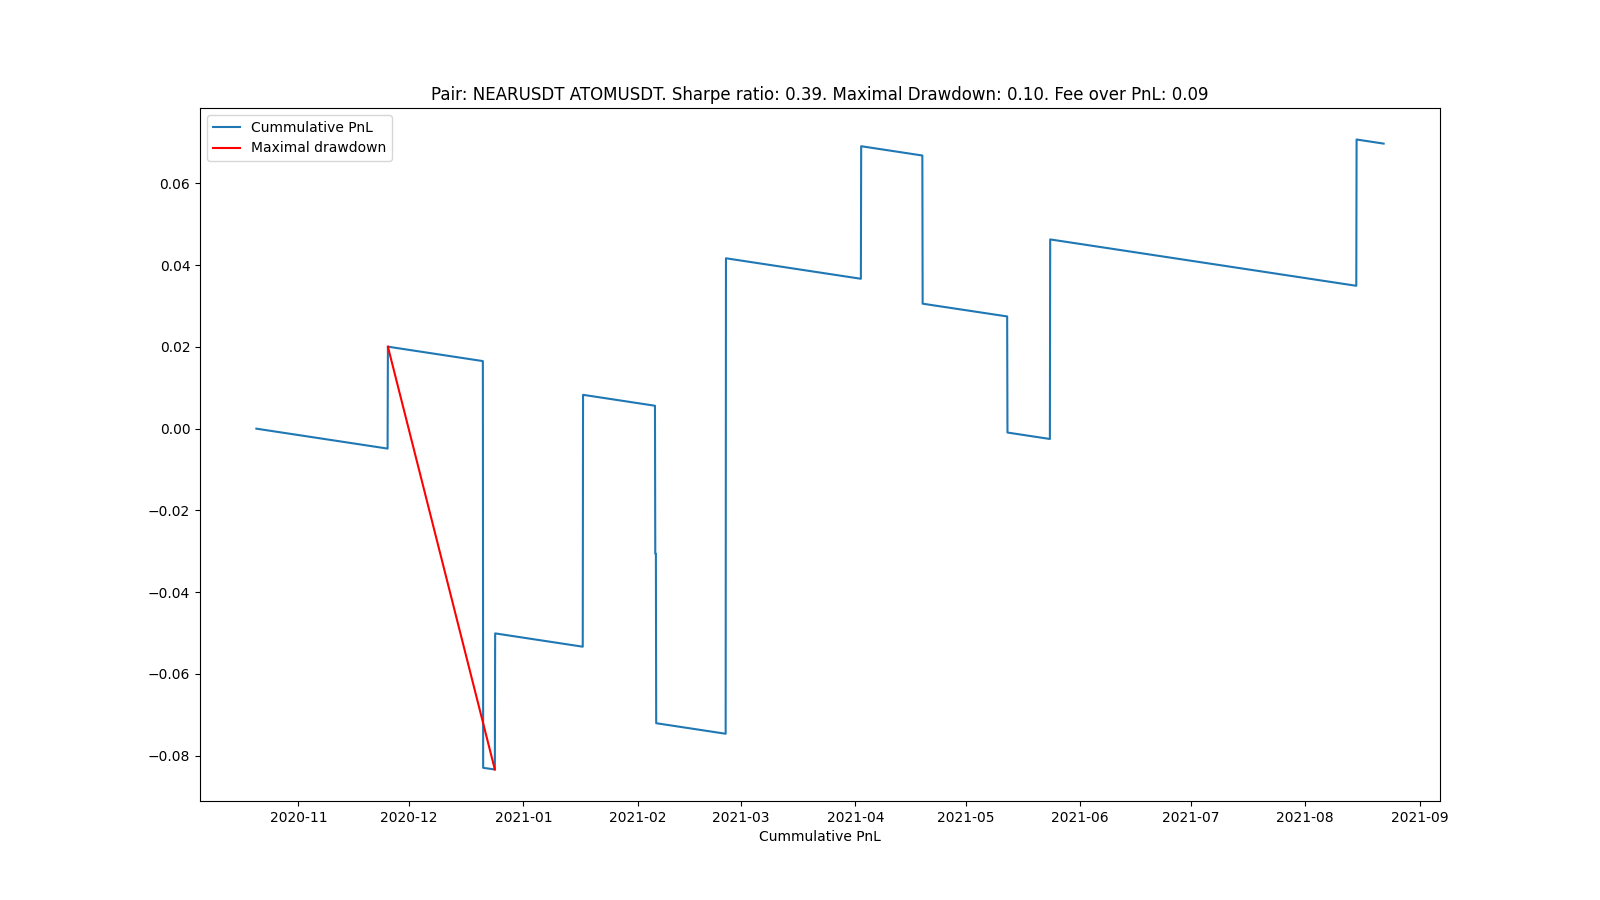 Pair: NEARUSDT ATOMUSDT. Sharpe ratio: 0.39. Maximal Drawdown: 0.10. Fee over PnL: 0.09
Cummulative PnL
Maximal drawdown
0.06
0.04
0.02
0.00
−0.02
−0.04
−0.06
−0.08
2020-11 2020-12 2021-01 2021-02 2021-03 2021-04 2021-05 2021-06 2021-07 2021-08 2021-09
Cummulative PnL